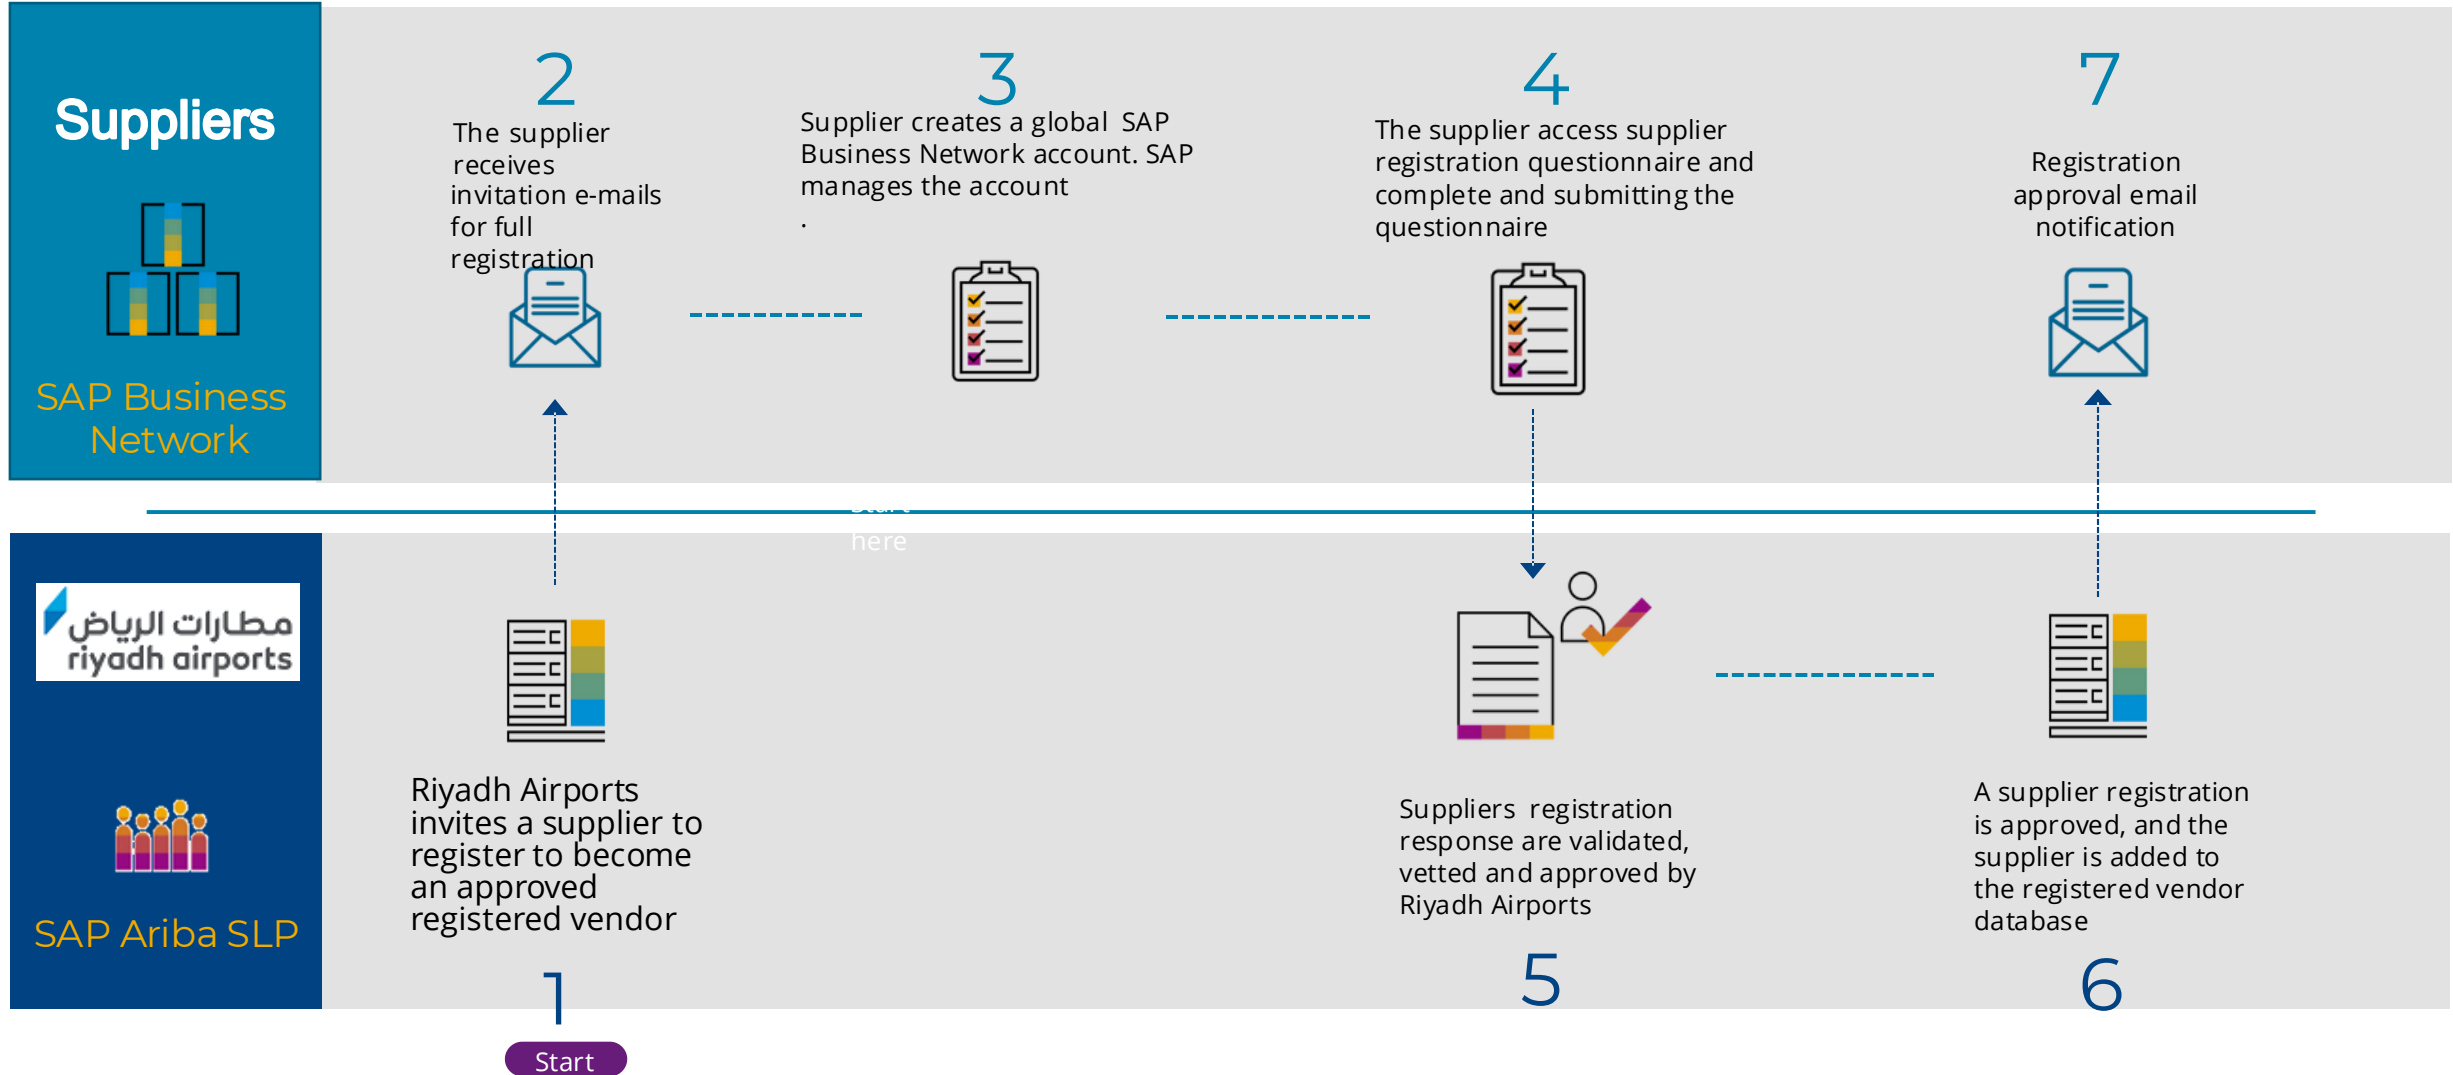 Suppliers
SAP Business
Network
2
The supplier
receives
invitation e-mails
for full
registration
3
Supplier creates a global SAP
Business Network account. SAP
manages the account
.
4
The supplier access supplier
registration questionnaire and
complete and submitting the
questionnaire
7
Registration
approval email
notification
Start
here
مطارات الرياض
riyadh airports
SAP Ariba SLP
Riyadh Airports
invites a supplier to
register to become
an approved
registered vendor
1
Start
Suppliers registration
response are validated,
vetted and approved by
Riyadh Airports
5
A supplier registration
is approved, and the
supplier is added to
the registered vendor
database
6